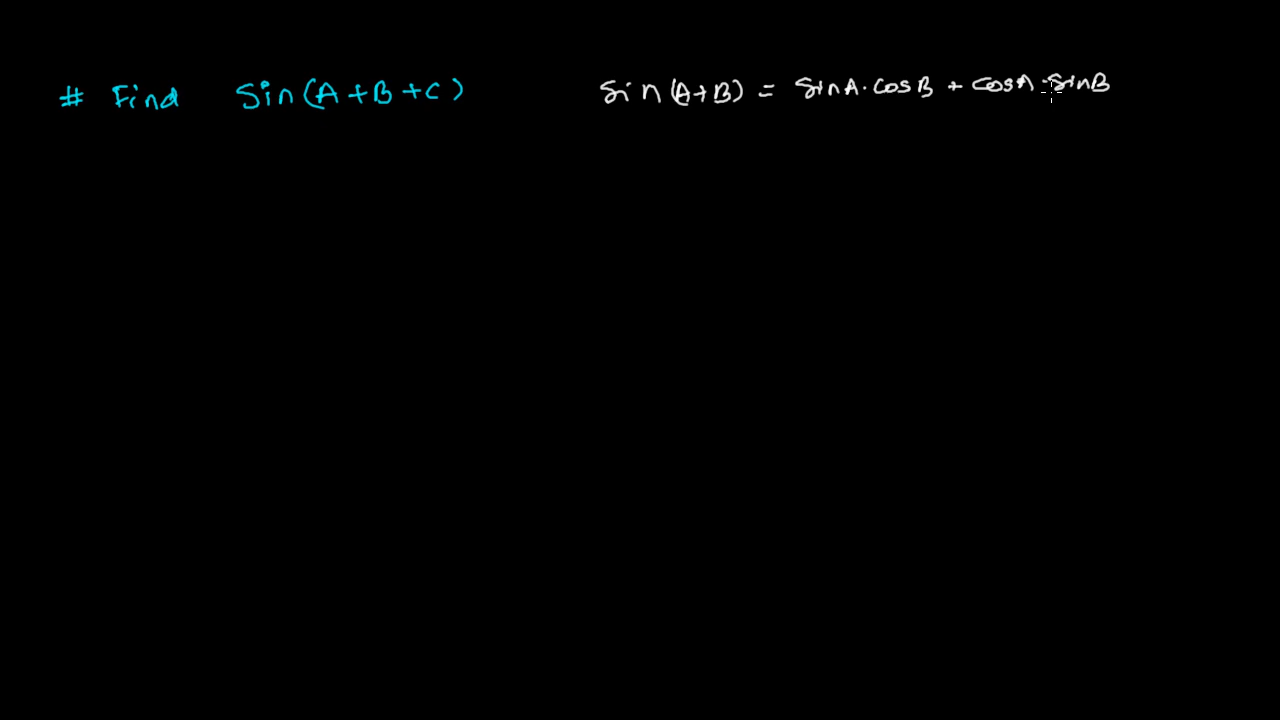 # Find Sin(A+B+C) Sin(A+B) = SinA·CosB + CosA·SinB